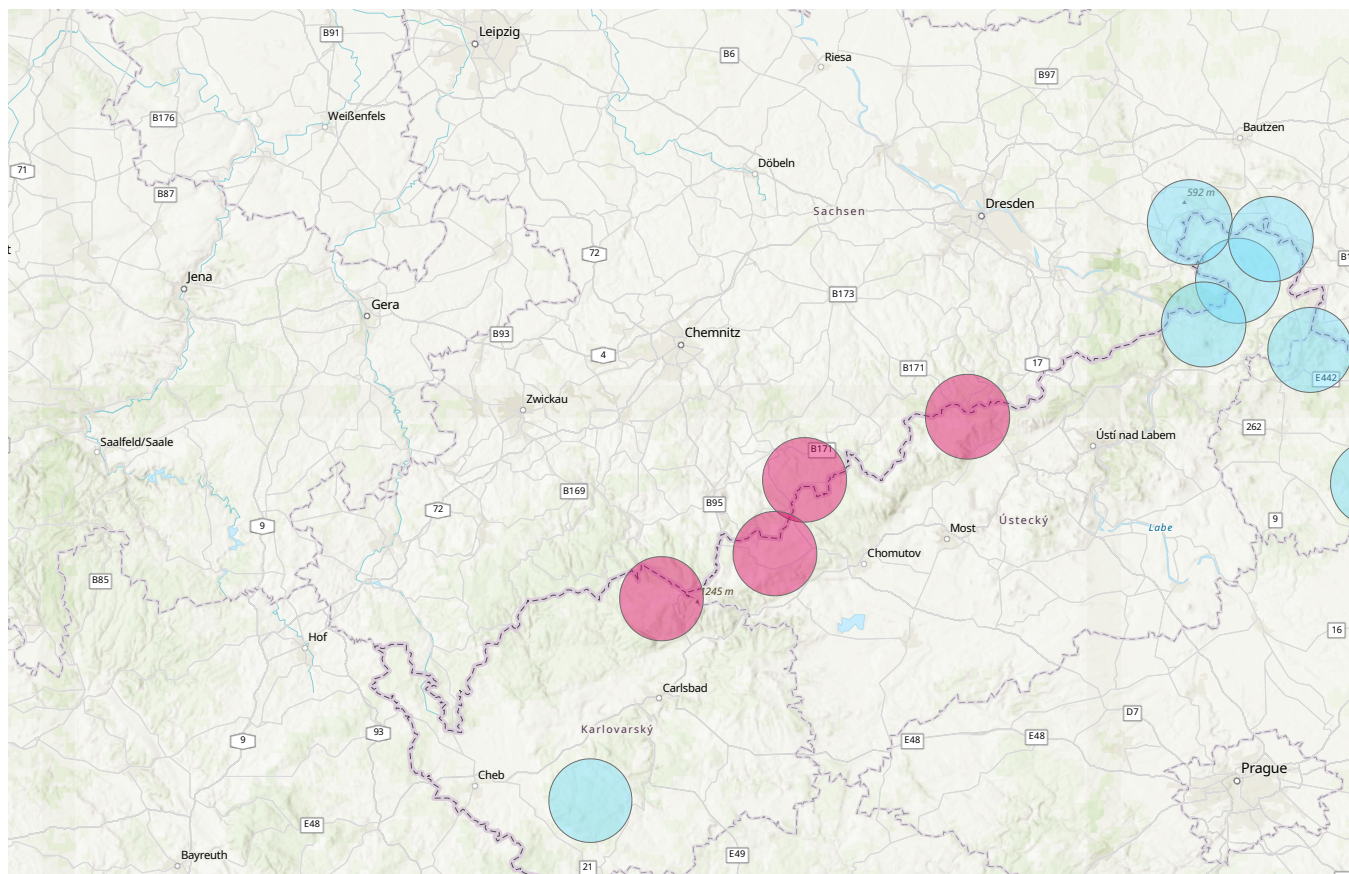 Leipzig
B91
B6
Riesa
B97
B176
Weißenfels
Bautzen
71
Döbeln
B87
592 m
Dresden
Sachsen
t
72
B1
Jena
B173
Gera
B93
Chemnitz
4
17
B171
E442
Zwickau
262
Saalfeld/Saale
Ústí nad Labem
B171
B169
B95
72
9
Ústecký
9
Most
Labe
Chomutov
B85
1245 m
Hof
16
Carlsbad
D7
Karlovarský
93
9
E48
E48
Cheb
Prague
E48
Bayreuth
E49
21